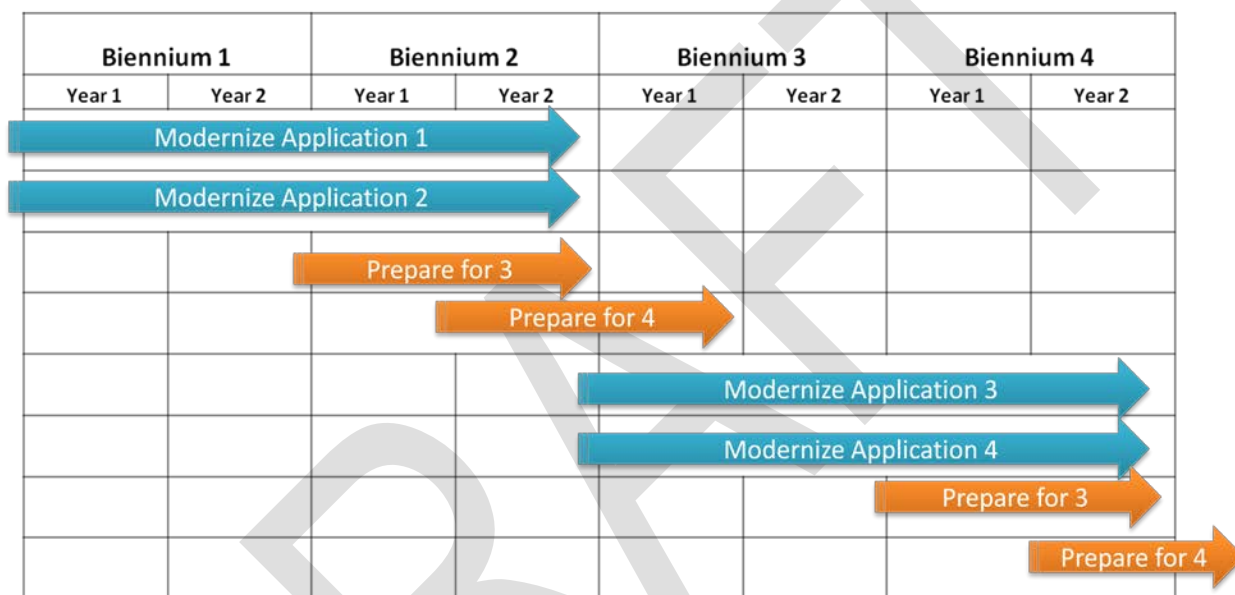 Biennium 1 Biennium 2 Biennium 3 Biennium 4
Year 1 Year 2 Year 1 Year 2 Year 1 Year 2 Year 1 Year 2
Modernize Application 1
Modernize Application 2
Prepare for 3
Prepare for 4
Modernize Application 3
Modernize Application 4
Prepare for 3
Prepare for 4
DRAFT